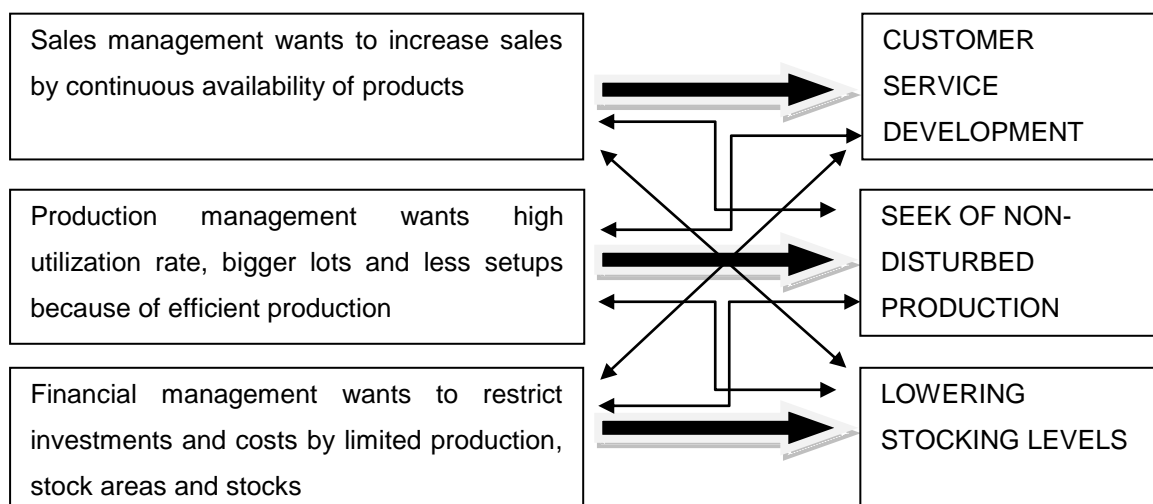 Sales management wants to increase sales
by continuous availability of products
CUSTOMER
SERVICE
DEVELOPMENT
Production management wants high
utilization rate, bigger lots and less setups
because of efficient production
SEEK OF NON-
DISTURBED
PRODUCTION
Financial management wants to restrict
investments and costs by limited production,
stock areas and stocks
LOWERING
STOCKING LEVELS